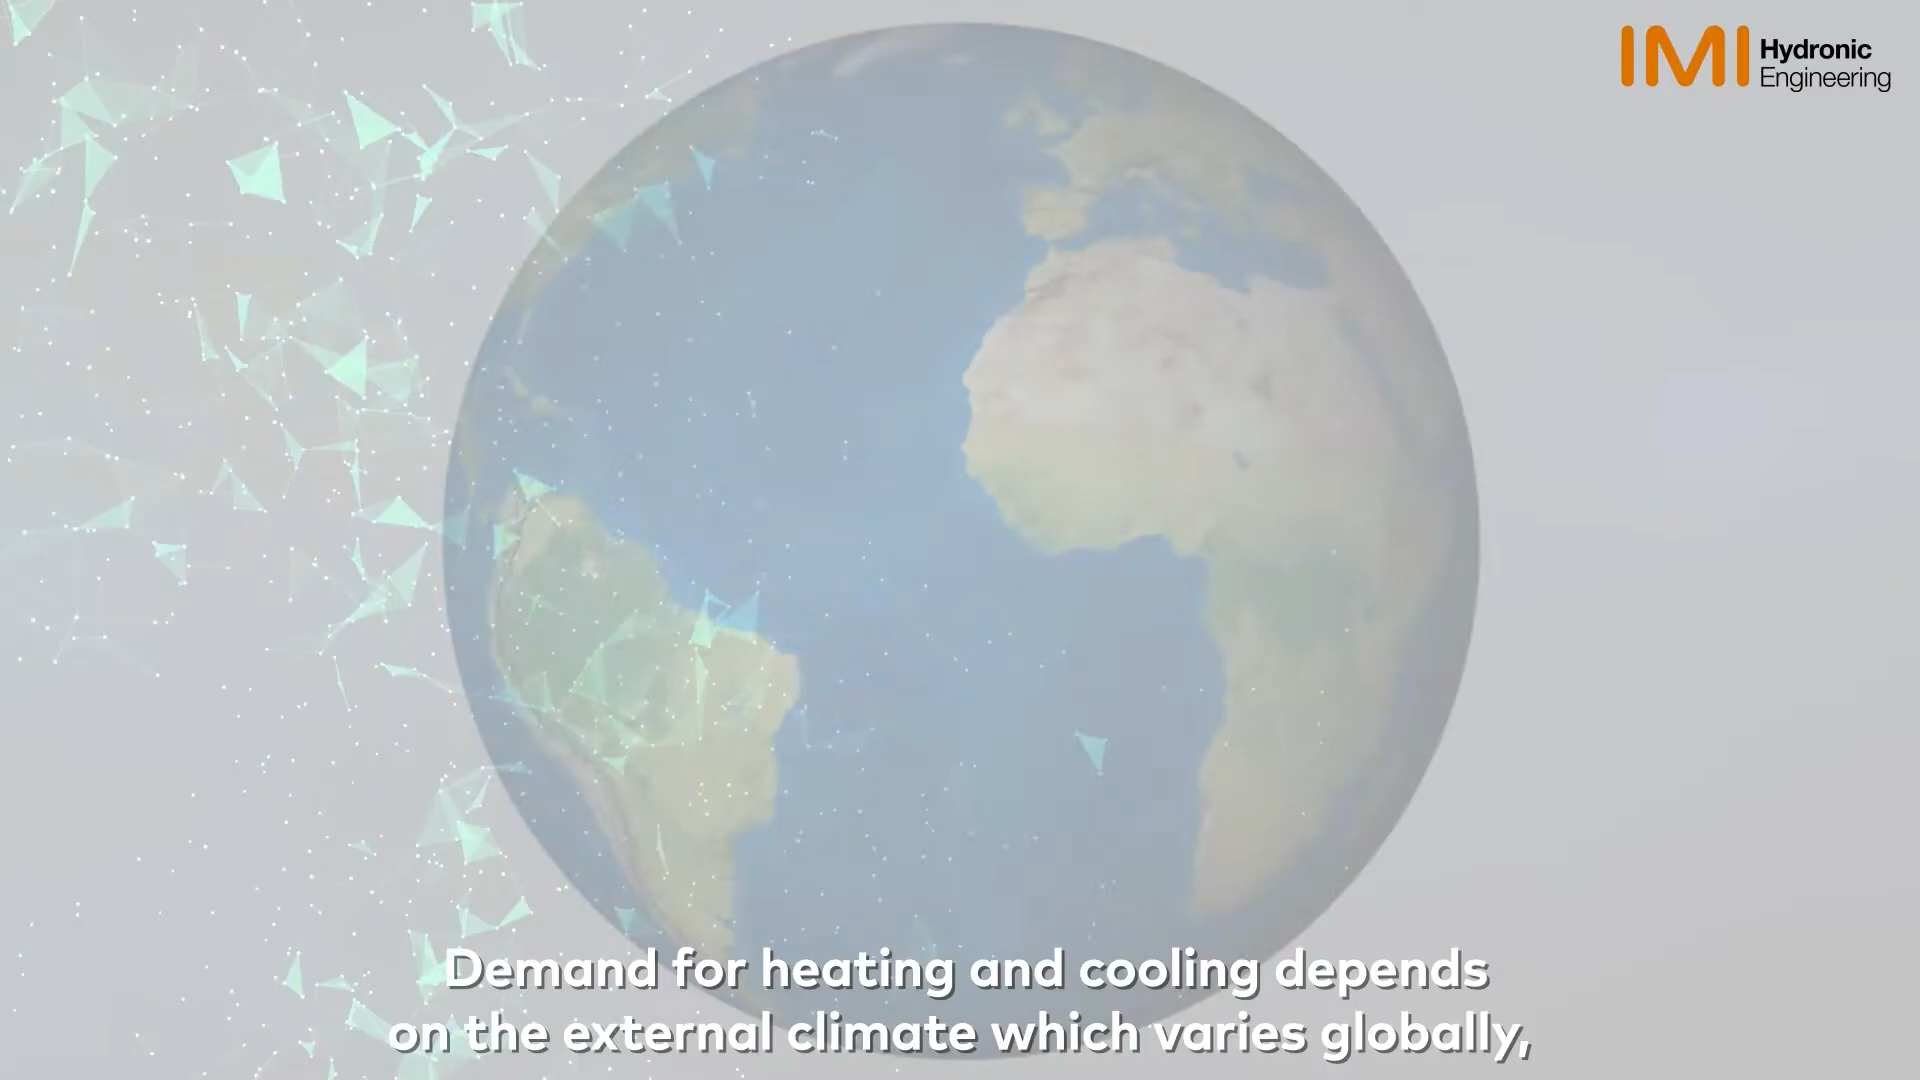 IMI Hydronic
Engineering
Demand for heating and cooling depends
on the external climate which varies globally,